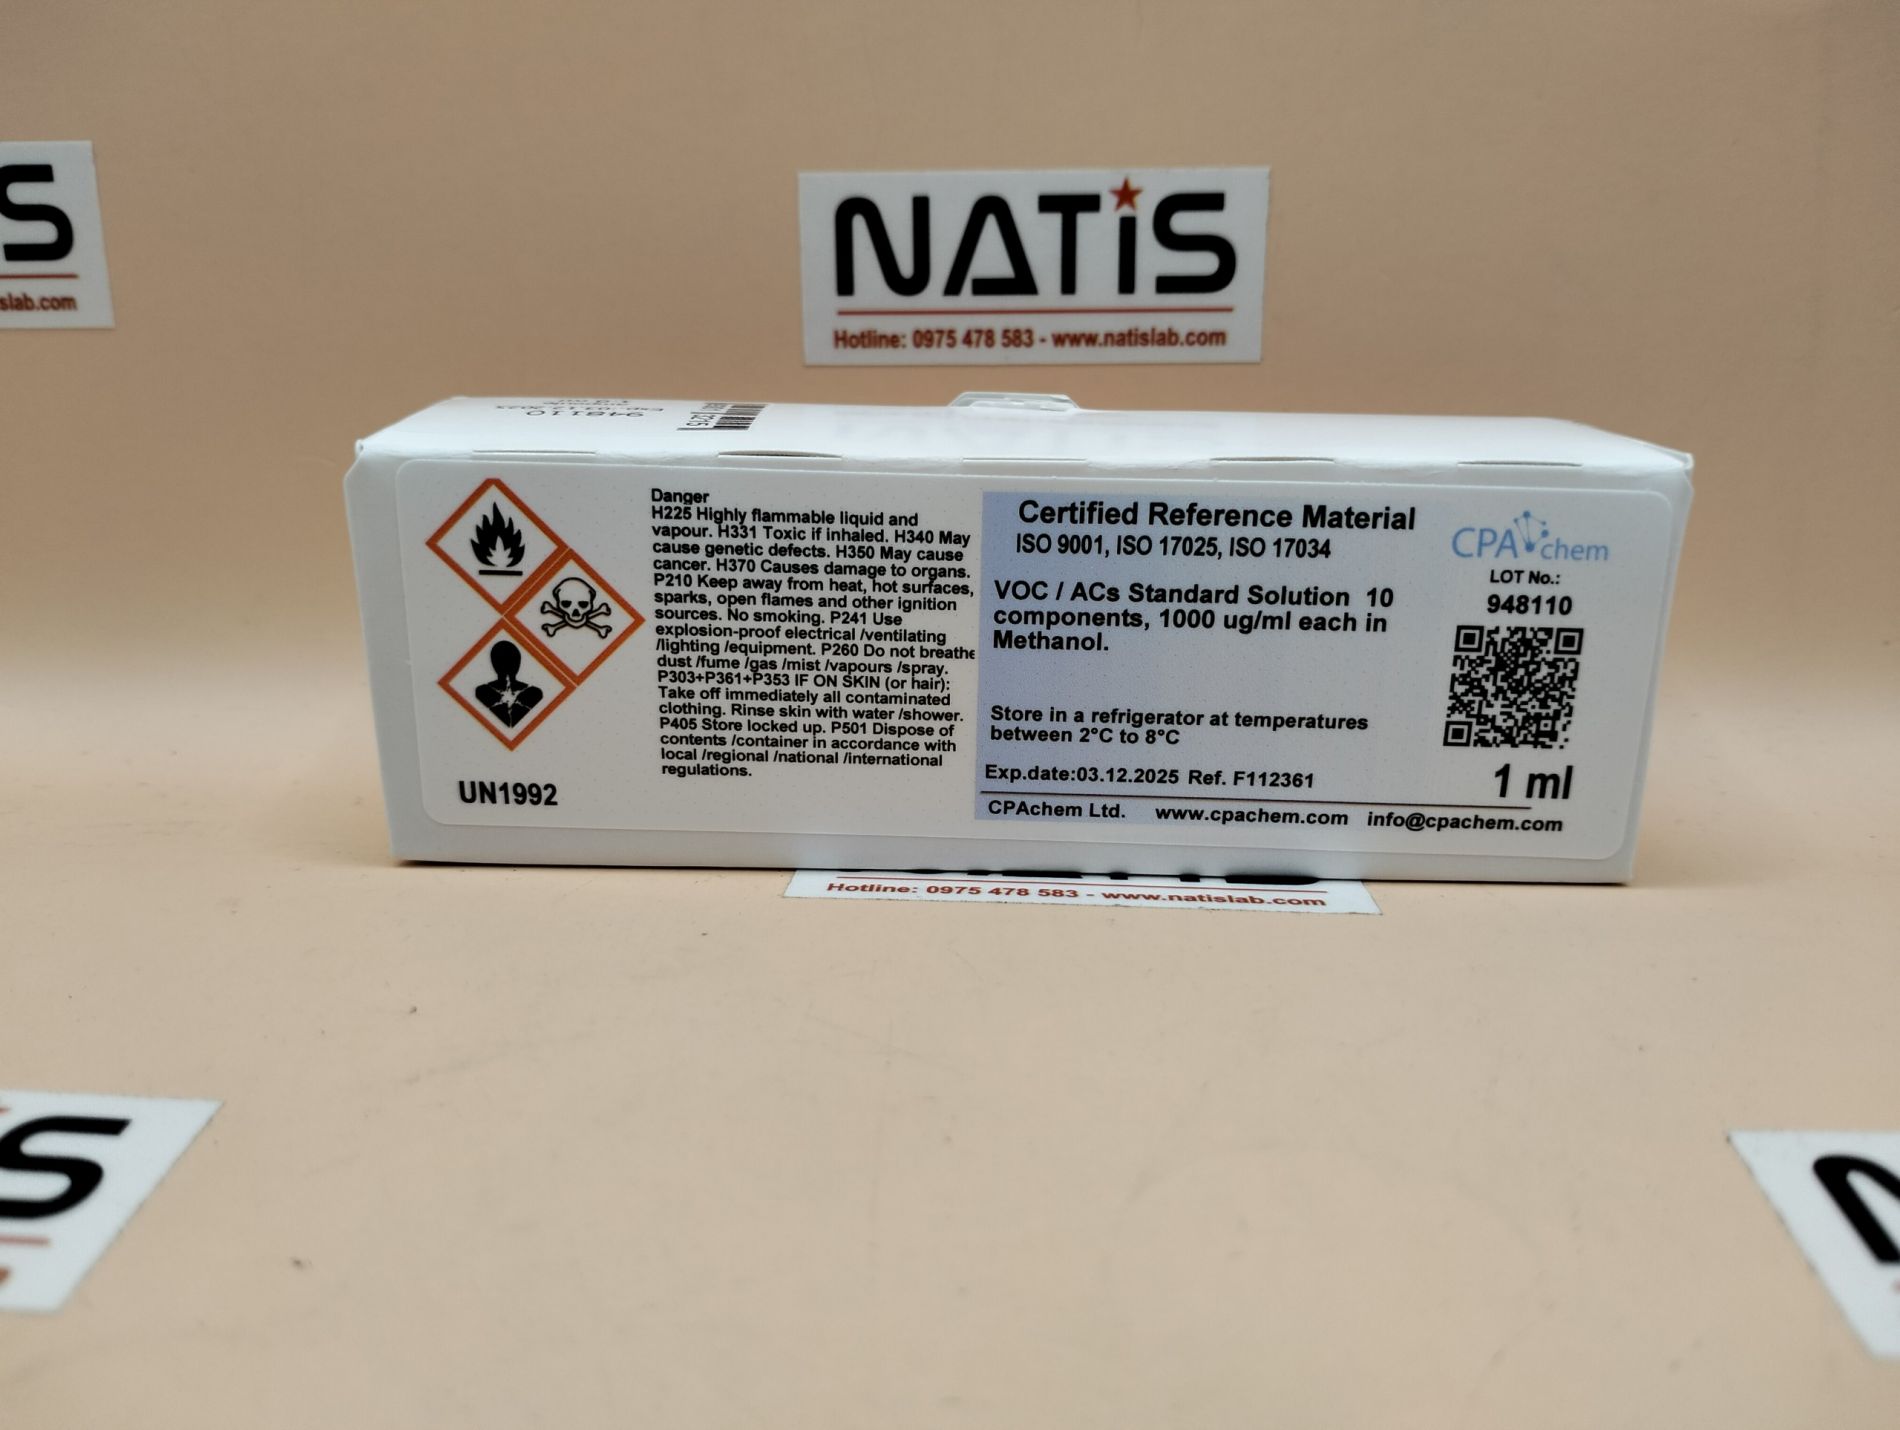 S
slab.com
NATiS
Hotline: 0975 478 583 - www.natislab.com
948110
Exp.:03.12.2025
Danger
H225 Highly flammable liquid and
vapour. H331 Toxic if inhaled. H340 May
cause genetic defects. H350 May cause
cancer. H370 Causes damage to organs.
P210 Keep away from heat, hot surfaces,
sparks, open flames and other ignition
sources. No smoking. P241 Use
explosion-proof electrical /ventilating
/lighting /equipment. P260 Do not breathe
dust /fume /gas /mist /vapours /spray.
P303+P361+P353 IF ON SKIN (or hair):
Take off immediately all contaminated
clothing. Rinse skin with water /shower.
P405 Store locked up. P501 Dispose of
contents /container in accordance with
local /regional /national /international
regulations.
UN1992
Certified Reference Material
ISO 9001, ISO 17025, ISO 17034
VOC / ACs Standard Solution 10
components, 1000 ug/ml each in
Methanol.
Store in a refrigerator at temperatures
between 2°C to 8°C
Exp.date:03.12.2025 Ref. F112361
CPAchem Ltd. www.cpachem.com info@cpachem.com
CPAchem
LOT No.:
948110
1 ml
Hotline: 0975 478 583 - www.natislab.com
S
N